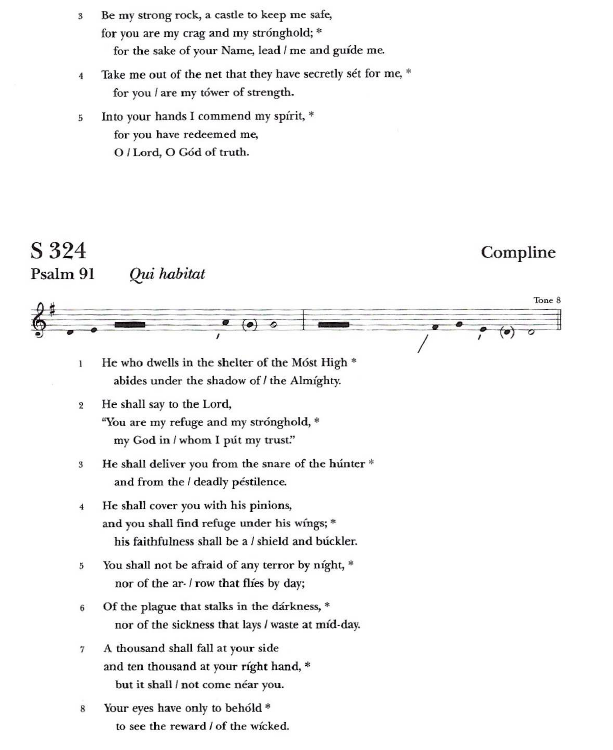 3 Be my strong rock, a castle to keep me safe,
for you are my crag and my strónghold; *
for the sake of your Name, lead / me and guíde me.
4 Take me out of the net that they have secretly sét for me, *
for you / are my tówer of strength.
5 Into your hands I commend my spírit, *
for you have redeemed me,
O / Lord, O Gód of truth.
S 324 Compline
Psalm 91 Qui habitat
Tone 8
1 He who dwells in the shelter of the Móst High *
abides under the shadow of / the Almíghty.
2 He shall say to the Lord,
“You are my refuge and my strónghold, *
my God in / whom I pút my trust.”
3 He shall deliver you from the snare of the húnter *
and from the / deadly péstilence.
4 He shall cover you with his pinions,
and you shall find refuge under his wíngs; *
his faithfulness shall be a / shield and búckler.
5 You shall not be afraid of any terror by níght, *
nor of the ar- / row that flíes by day;
6 Of the plague that stalks in the dárkness, *
nor of the sickness that lays / waste at míd-day.
7 A thousand shall fall at your side
and ten thousand at your ríght hand, *
but it shall / not come néar you.
8 Your eyes have only to behóld *
to see the reward / of the wícked.